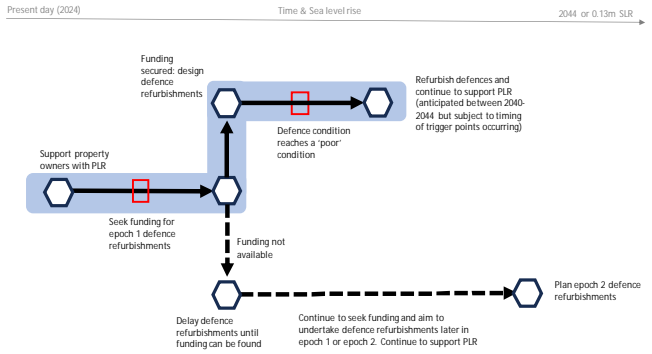 Present day (2024)
Time & Sea level rise
2044 or 0.13m SLR
Funding
secured: design
defence
refurbishments
Refurbish defences and
continue to support PLR
(anticipated between 2040-
2044 but subject to timing
of trigger points occurring)
Defence condition
reaches a ‘poor’
condition
Support property
owners with PLR
Seek funding for
epoch 1 defence
refurbishments
Funding not
available
Plan epoch 2 defence
refurbishments
Delay defence
refurbishments until
funding can be found
Continue to seek funding and aim to
undertake defence refurbishments later in
epoch 1 or epoch 2. Continue to support PLR